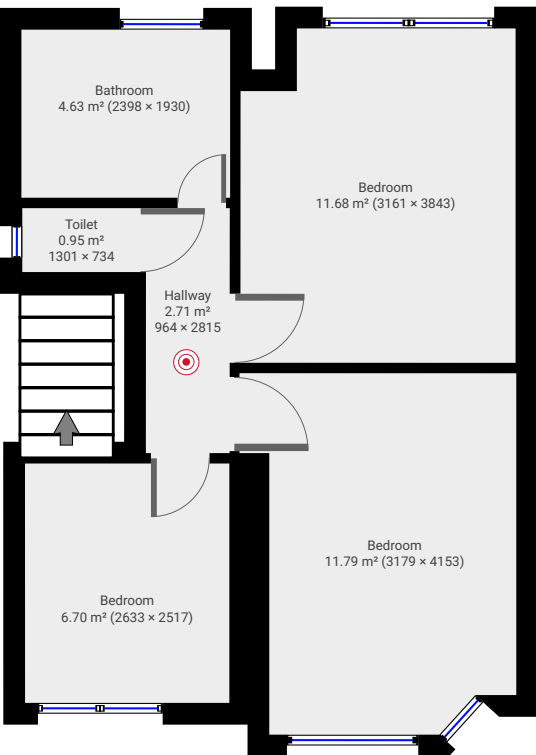 Bathroom
4.63 m² (2398 × 1930)
Bedroom
11.68 m² (3161 × 3843)
Toilet
0.95 m²
1301 × 734
Hallway
2.71 m²
964 × 2815
Bedroom
11.79 m² (3179 × 4153)
Bedroom
6.70 m² (2633 × 2517)